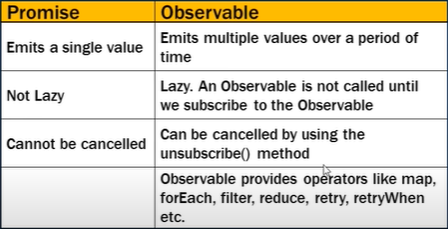 Promise
Observable
Emits a single value
Emits multiple values over a period of
time
Not Lazy
Lazy. An Observable is not called until
we subscribe to the Observable
Cannot be cancelled
Can be cancelled by using the
unsubscribe() method
Observable provides operators like map,
forEach, filter, reduce, retry, retryWhen
etc.